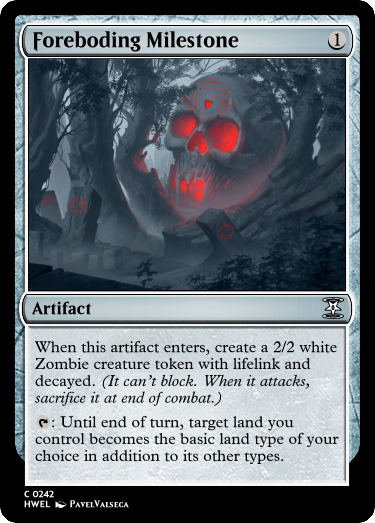 Foreboding Milestone 1
Artifact
When this artifact enters, create a 2/2 white
Zombie creature token with lifelink and
decayed. (It can't block. When it attacks,
sacrifice it at end of combat.)
: Until end of turn, target land you
control becomes the basic land type of your
choice in addition to its other types.
C 0242
HWEL PavelValseca